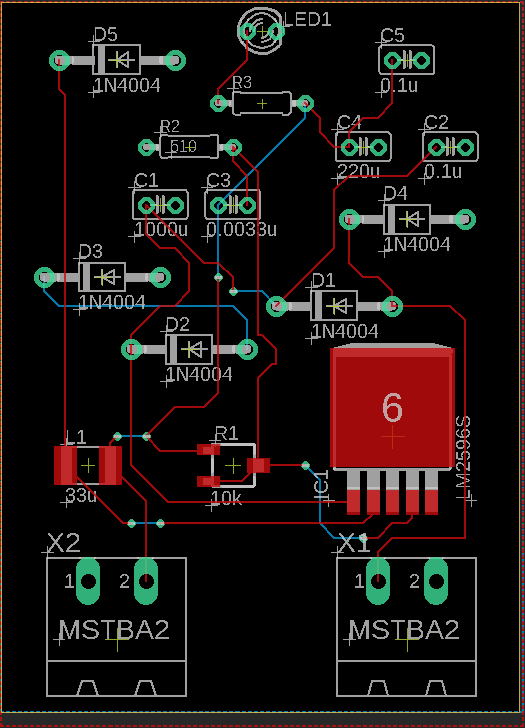 LED1
D5
1N4004
C5
0.1u
R3
R2
510
C4
220u
C2
0.1u
C1
1000u
C3
0.0033u
D4
1N4004
D3
1N4004
D1
1N4004
D2
1N4004
6
L1
33u
R1
10k
IC1
LM2596S
X2
1 2
MSTBA2
X1
1 2
MSTBA2